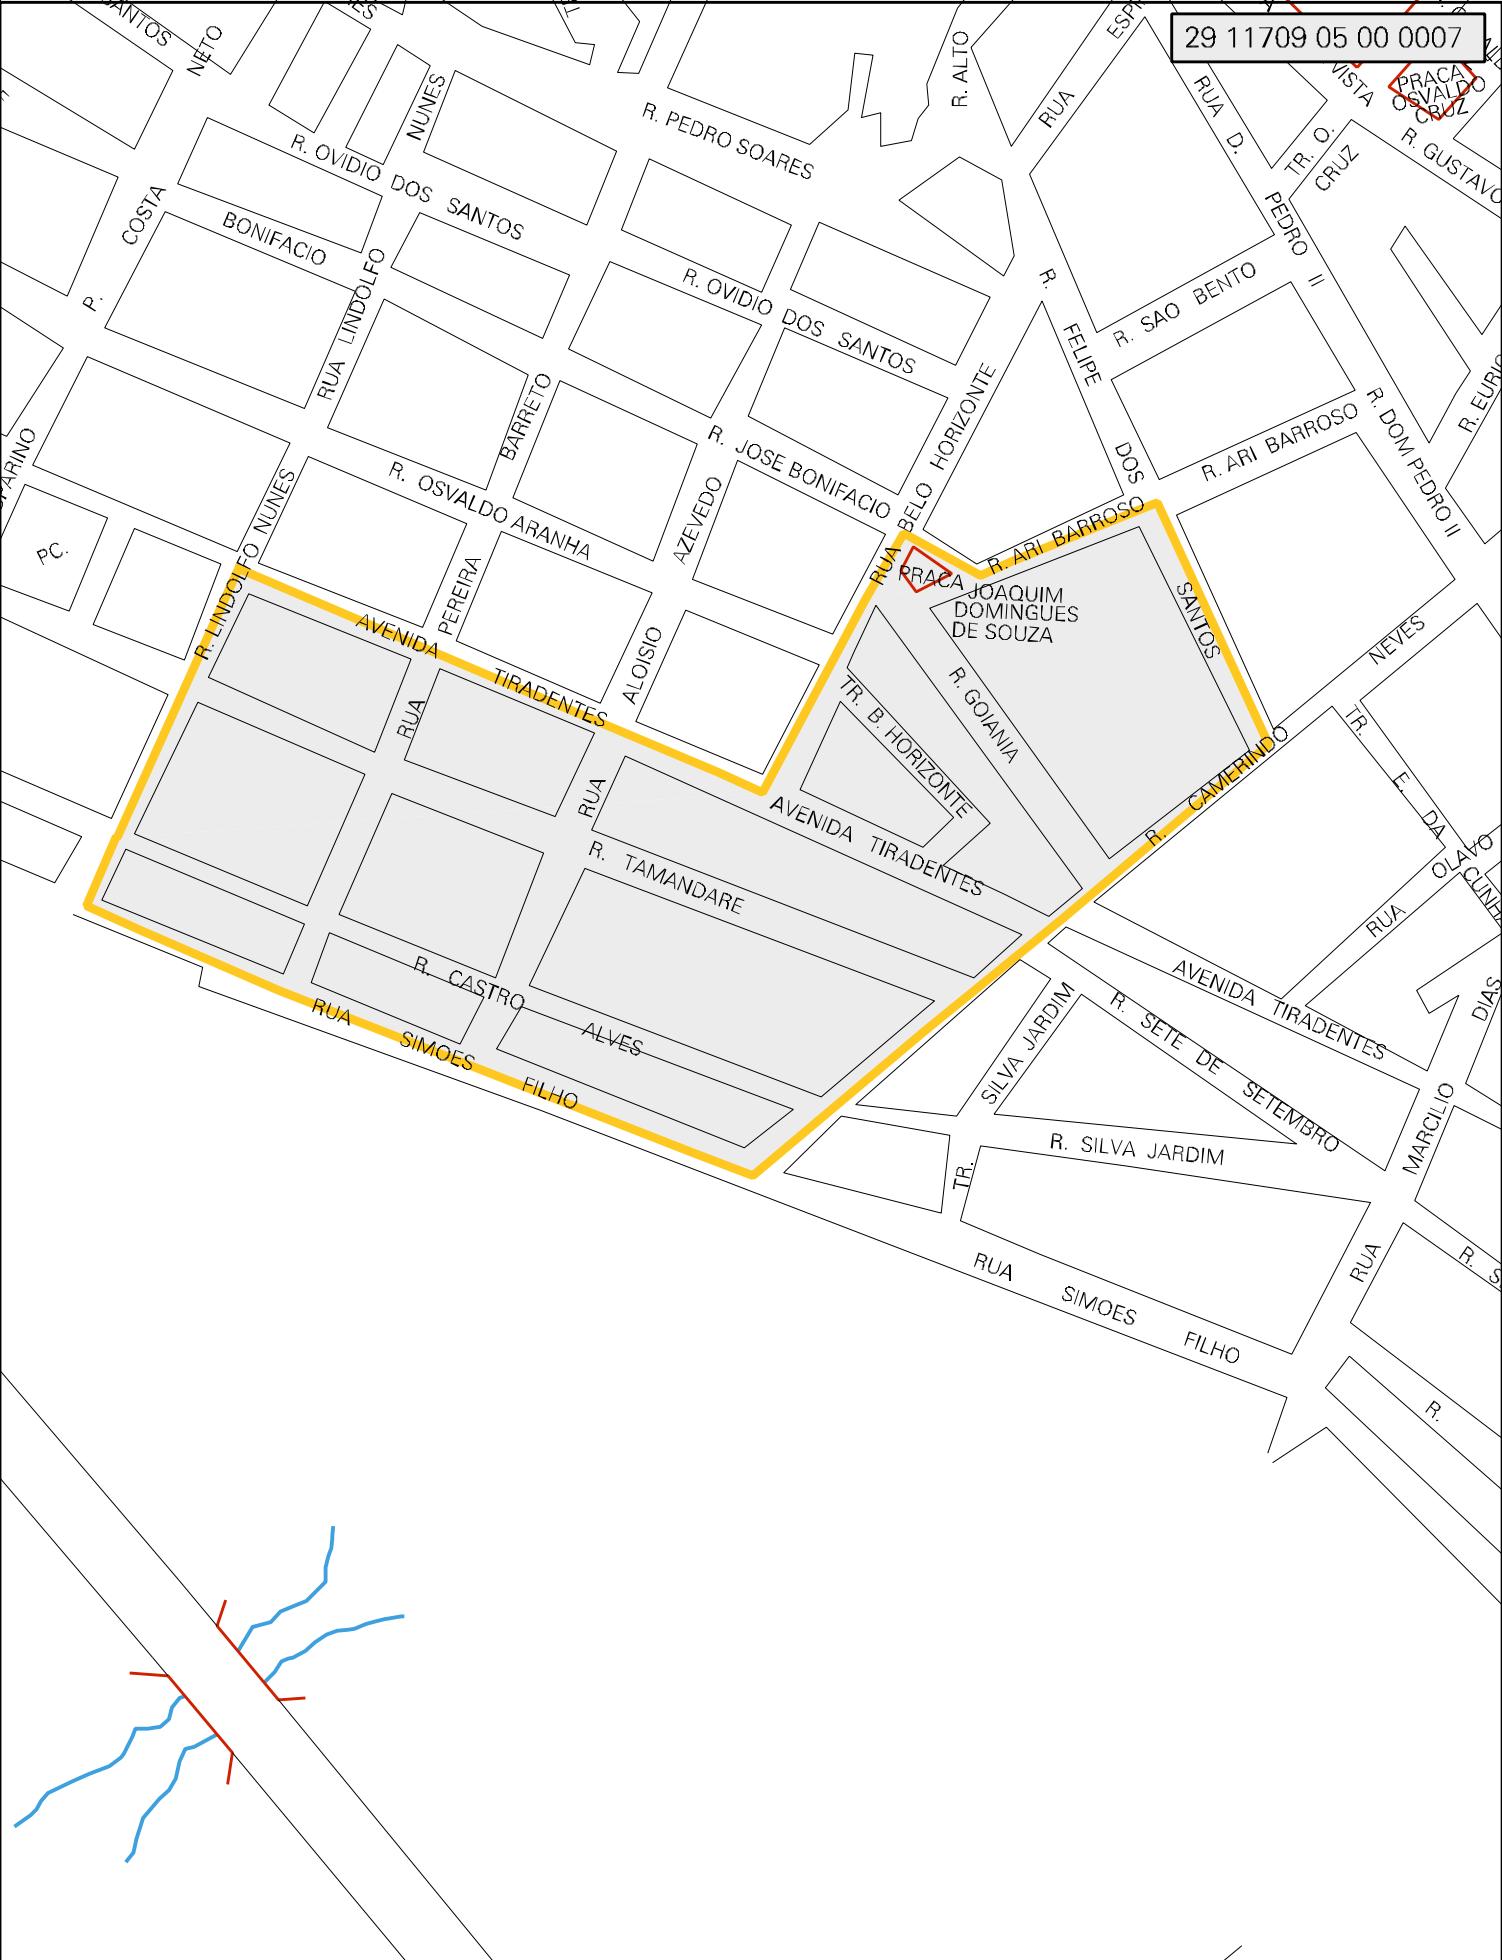 29 11709 05 00 0007
SANTOS
NETO
R. ALTO
RUA
VISTA
PRACA
OSVALDO
CRUZ
R. GUSTAVO
TR. O.
CRUZ
RUA D.
PEDRO II
NUNES
R. PEDRO SOARES
R. OVIDIO DOS SANTOS
COSTA
P.
BONIFACIO
RUA LINDOLFO
R. OVIDIO DOS SANTOS
R. SAO BENTO
R. FELIPE
DOS
SANTOS
R. DOM PEDRO II
R. ARI BARROSO
BARRETO
R. JOSE BONIFACIO
BELO HORIZONTE
RUA
R. OSVALDO ARANHA
AZEVEDO
R. ARI BARROSO
NUNES
R. LINDOLFO
PC.
PRACA JOAQUIM
DOMINGUES
DE SOUZA
PEREIRA
RUA
ALOISIO
RUA
AVENIDA TIRADENTES
NEVES
R. CAMERINDO
R. GOIANIA
TR. B. HORIZONTE
AVENIDA TIRADENTES
TR. E. DA
OLAVO
RUA
R. TAMANDARE
R. CASTRO ALVES
RUA SIMOES FILHO
AVENIDA TIRADENTES
R. SETE DE SETEMBRO
SILVA JARDIM
TR.
R. SILVA JARDIM
DIAS
MARCILIO
RUA
RUA SIMOES FILHO
R.